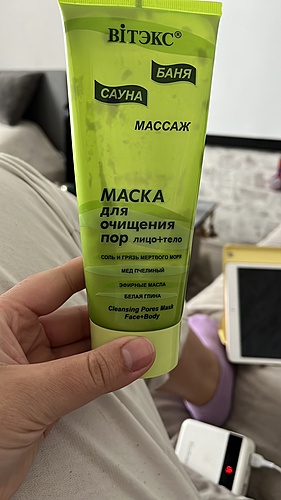 ВІТЭКС®
БАНЯ
САУНА
МАССАЖ
МАСКА
для
очищения
пор лицо+тело
СОЛЬ И ГРЯЗЬ МЕРТВОГО МОРЯ
МЕД ПЧЕЛИНЫЙ
ЭФИРНЫЕ МАСЛА
БЕЛАЯ ГЛИНА
Cleansing Pores Mask
Face+Body